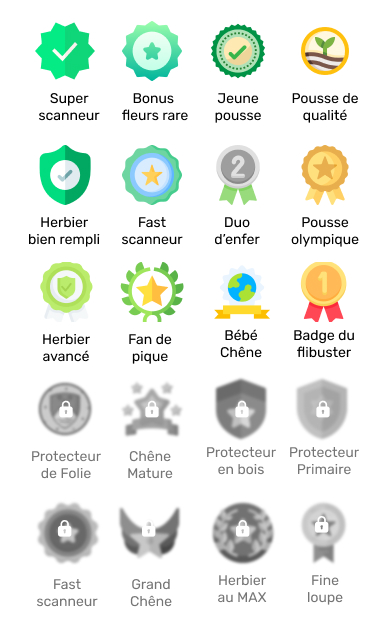 Super
scanneur
Bonus
fleurs rare
Jeune
pousse
Pousse de
qualité
Herbier
bien rempli
Fast
scanneur
2
Duo
d'enfer
Pousse
olympique
Herbier
avancé
Fan de
pique
Bébé
Chêne
1
Badge du
flibuster
Protecteur
de Folie
Chêne
Mature
Protecteur
en bois
Protecteur
Primaire
Fast
scanneur
Grand
Chêne
Herbier
au MAX
Fine
loupe